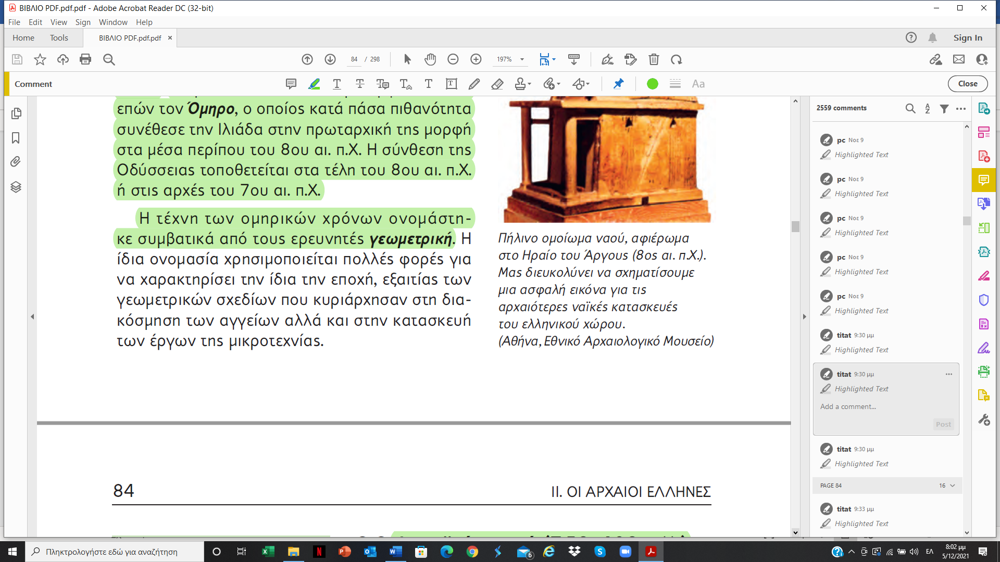 ΒΙΒΛΙΟ PDF.pdf.pdf - Adobe Acrobat Reader DC (32-bit)
File Edit View Sign Window Help
Home Tools ΒΙΒΛΙΟ PDF.pdf.pdf Sign In
84 / 298 197%
Comment Aa Close
επών τον Όμηρο, ο οποίος κατά πάσα πιθανότητα
συνέθεσε την Ιλιάδα στην πρωταρχική της μορφή
στα μέσα περίπου του 8ου αι. π.Χ. Η σύνθεση της
Οδύσσειας τοποθετείται στα τέλη του 8ου αι. π.Χ.
ή στις αρχές του 7ου αι. π.Χ.
Η τέχνη των ομηρικών χρόνων ονομάστη-
κε συμβατικά από τους ερευνητές γεωμετρική. Η
ίδια ονομασία χρησιμοποιείται πολλές φορές για
να χαρακτηρίσει την ίδια την εποχή, εξαιτίας των
γεωμετρικών σχεδίων που κυριάρχησαν στη δια-
κόσμηση των αγγείων αλλά και στην κατασκευή
των έργων της μικροτεχνίας.
Πήλινο ομοίωμα ναού, αφιέρωμα
στο Ηραίο του Άργους (8ος αι. π.Χ.).
Μας διευκολύνει να σχηματίσουμε
μια ασφαλή εικόνα για τις
αρχαιότερες ναϊκές κατασκευές
του ελληνικού χώρου.
(Αθήνα, Εθνικό Αρχαιολογικό Μουσείο)
84 ΙΙ. ΟΙ ΑΡΧΑΙΟΙ ΕΛΛΗΝΕΣ
2559 comments
pc Νοε 9
Highlighted Text
pc Νοε 9
Highlighted Text
pc Νοε 9
Highlighted Text
pc Νοε 9
Highlighted Text
pc Νοε 9
Highlighted Text
titat 9:30 μμ
Highlighted Text
titat 9:30 μμ
Highlighted Text
Add a comment...
Post
titat 9:30 μμ
Highlighted Text
PAGE 84 16
titat 9:33 μμ
Highlighted Text
Πληκτρολογήστε εδώ για αναζήτηση
6
ΕΛ
8:02 μμ
5/12/2021